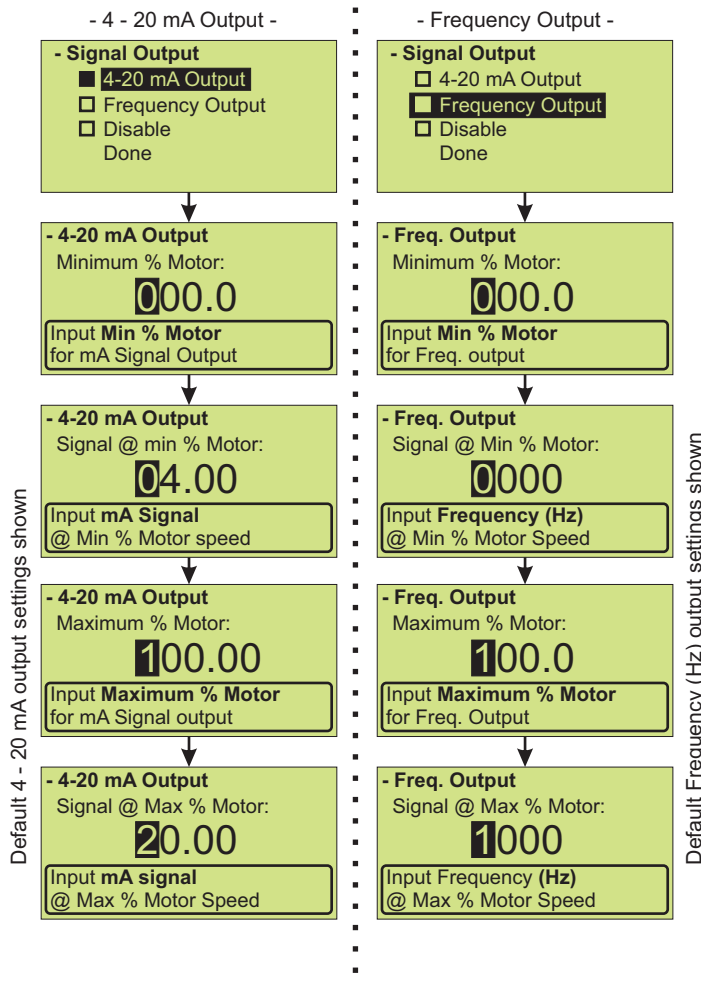 - 4 - 20 mA Output -
- Signal Output
4-20 mA Output
Frequency Output
Disable
Done
- 4-20 mA Output
Minimum % Motor:
000.0
Input Min % Motor
for mA Signal Output
- 4-20 mA Output
Signal @ min % Motor:
04.00
Input mA Signal
@ Min % Motor speed
- 4-20 mA Output
Maximum % Motor:
100.00
Input Maximum % Motor
for mA Signal output
- 4-20 mA Output
Signal @ Max % Motor:
20.00
Input mA signal
@ Max % Motor Speed
Default 4 - 20 mA output settings shown
- Frequency Output -
- Signal Output
4-20 mA Output
Frequency Output
Disable
Done
- Freq. Output
Minimum % Motor:
000.0
Input Min % Motor
for Freq. output
- Freq. Output
Signal @ Min % Motor:
0000
Input Frequency (Hz)
@ Min % Motor Speed
- Freq. Output
Maximum % Motor:
100.0
Input Maximum % Motor
for Freq. Output
- Freq. Output
Signal @ Max % Motor:
1000
Input Frequency (Hz)
@ Max % Motor Speed
Default Frequency (Hz) output settings shown